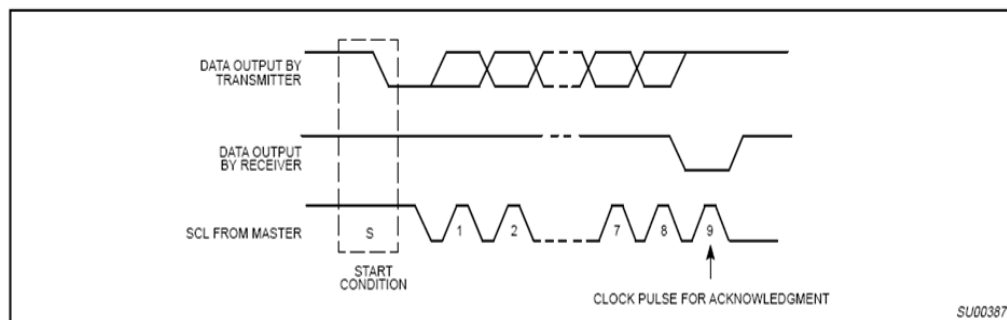 DATA OUTPUT BY
TRANSMITTER
DATA OUTPUT
BY RECEIVER
SCL FROM MASTER
S
1
2
7
8
9
START
CONDITION
CLOCK PULSE FOR ACKNOWLEDGMENT
SU00387